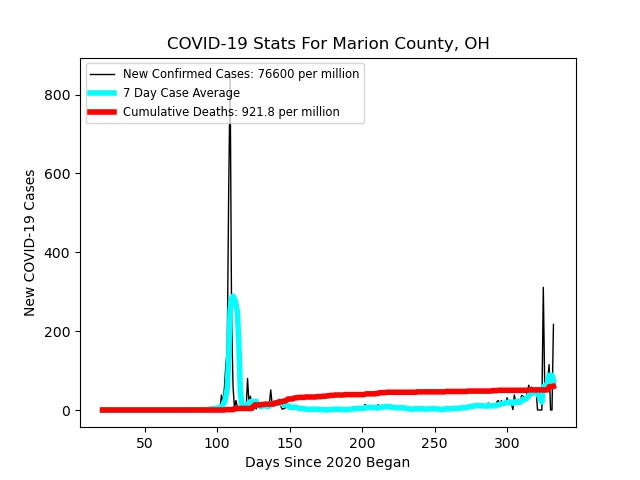 COVID-19 Stats For Marion County, OH
New Confirmed Cases: 76600 per million
7 Day Case Average
Cumulative Deaths: 921.8 per million
New COVID-19 Cases
800
600
400
200
0
50 100 150 200 250 300
Days Since 2020 Began